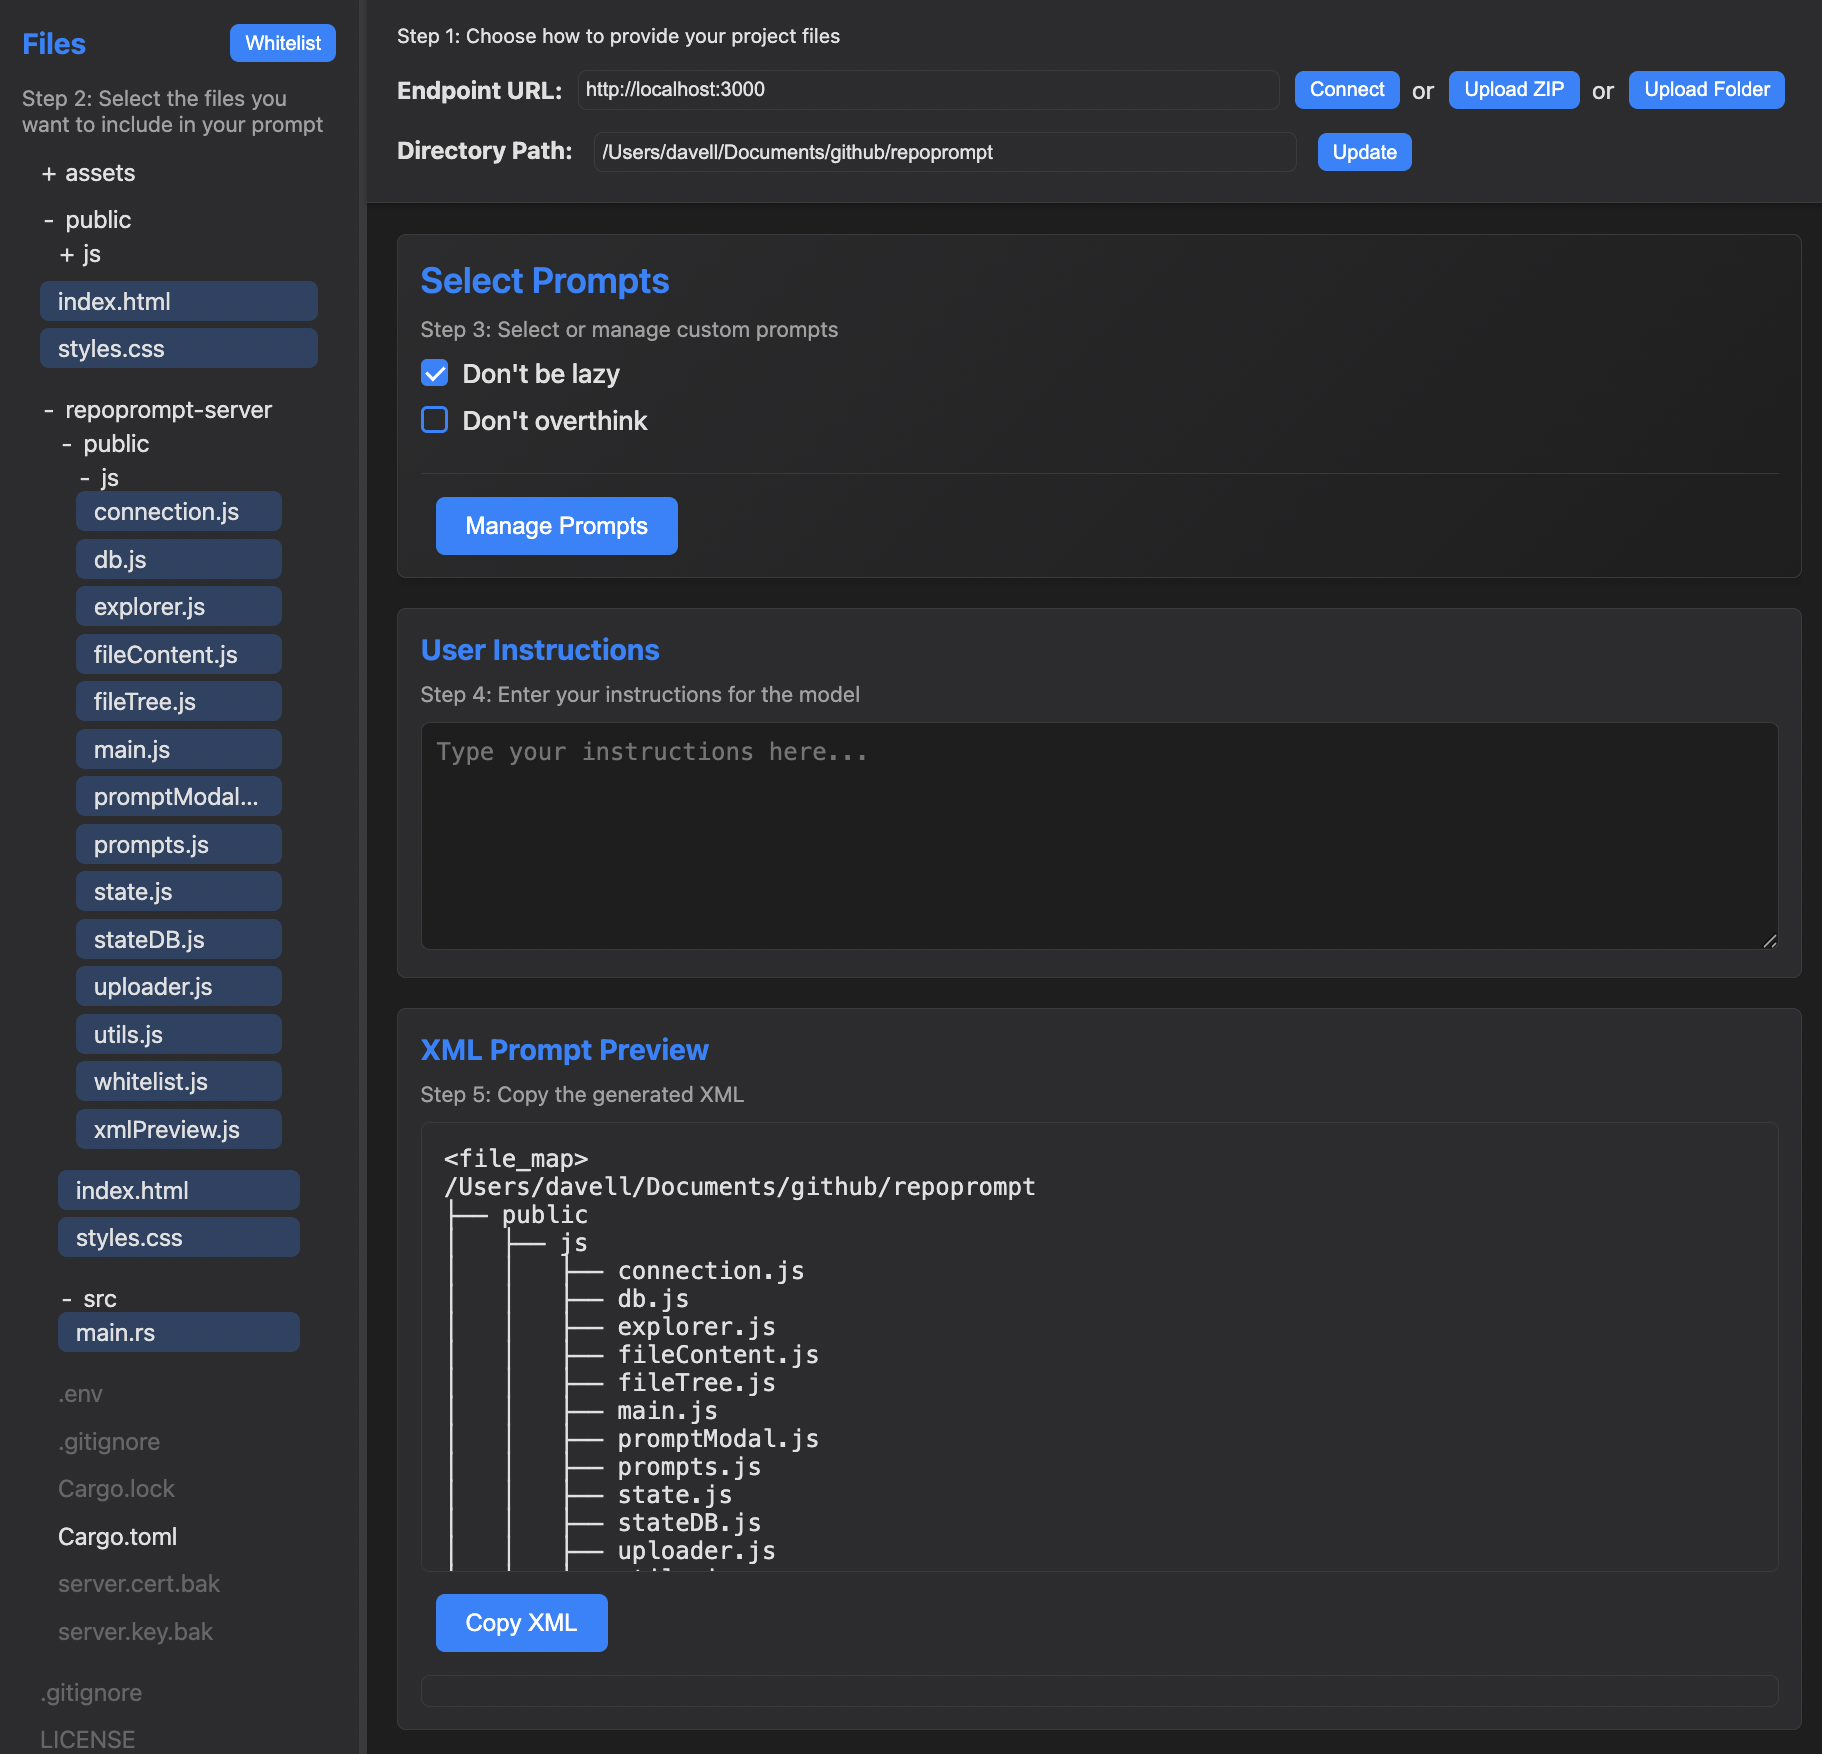 Files
Whitelist
Step 2: Select the files you
want to include in your prompt
+ assets
- public
+ js
index.html
styles.css
- repoprompt-server
- public
- js
connection.js
db.js
explorer.js
fileContent.js
fileTree.js
main.js
promptModal...
prompts.js
state.js
stateDB.js
uploader.js
utils.js
whitelist.js
xmlPreview.js
index.html
styles.css
- src
main.rs
.env
.gitignore
Cargo.lock
Cargo.toml
server.cert.bak
server.key.bak
.gitignore
LICENSE
Step 1: Choose how to provide your project files
Endpoint URL: http://localhost:3000 Connect or Upload ZIP or Upload Folder
Directory Path: /Users/davell/Documents/github/repoprompt Update
Select Prompts
Step 3: Select or manage custom prompts
Don't be lazy
Don't overthink
Manage Prompts
User Instructions
Step 4: Enter your instructions for the model
Type your instructions here...
XML Prompt Preview
Step 5: Copy the generated XML
<file_map>
/Users/davell/Documents/github/repoprompt
├── public
│   ├── js
│   │   ├── connection.js
│   │   ├── db.js
│   │   ├── explorer.js
│   │   ├── fileContent.js
│   │   ├── fileTree.js
│   │   ├── main.js
│   │   ├── promptModal.js
│   │   ├── prompts.js
│   │   ├── state.js
│   │   ├── stateDB.js
│   │   ├── uploader.js
Copy XML